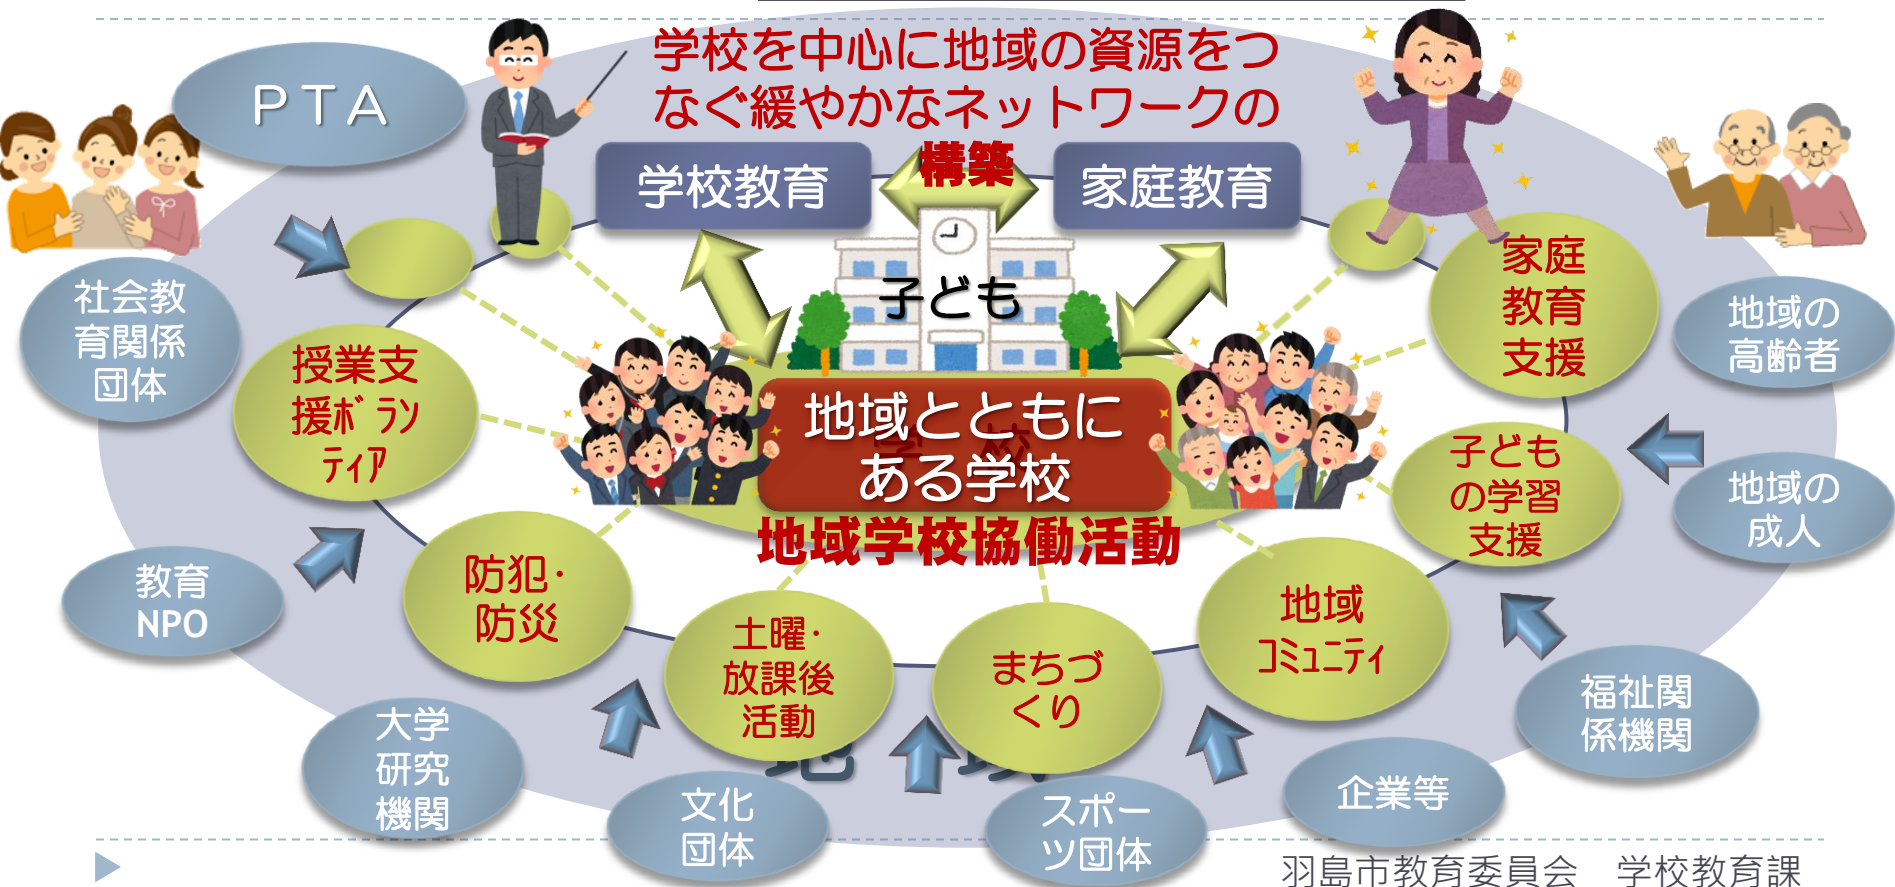 学校を中心に地域の資源をつ
なぐ緩やかなネットワークの
構築
ＰＴＡ
学校教育
家庭教育
子ども
社会教
育関係
団体
授業支
援ﾎﾞﾗﾝ
ﾃｨｱ
家庭
教育
支援
地域の
高齢者
地域とともに
ある学校
学　校
地域学校協働活動
子ども
の学習
支援
地域の
成人
教育
NPO
防犯・
防災
土曜・
放課後
活動
まちづ
くり
地域
ｺﾐｭﾆﾃｨ
福祉関
係機関
大学
研究
機関
地　域
文化
団体
スポー
ツ団体
企業等
羽島市教育委員会　学校教育課